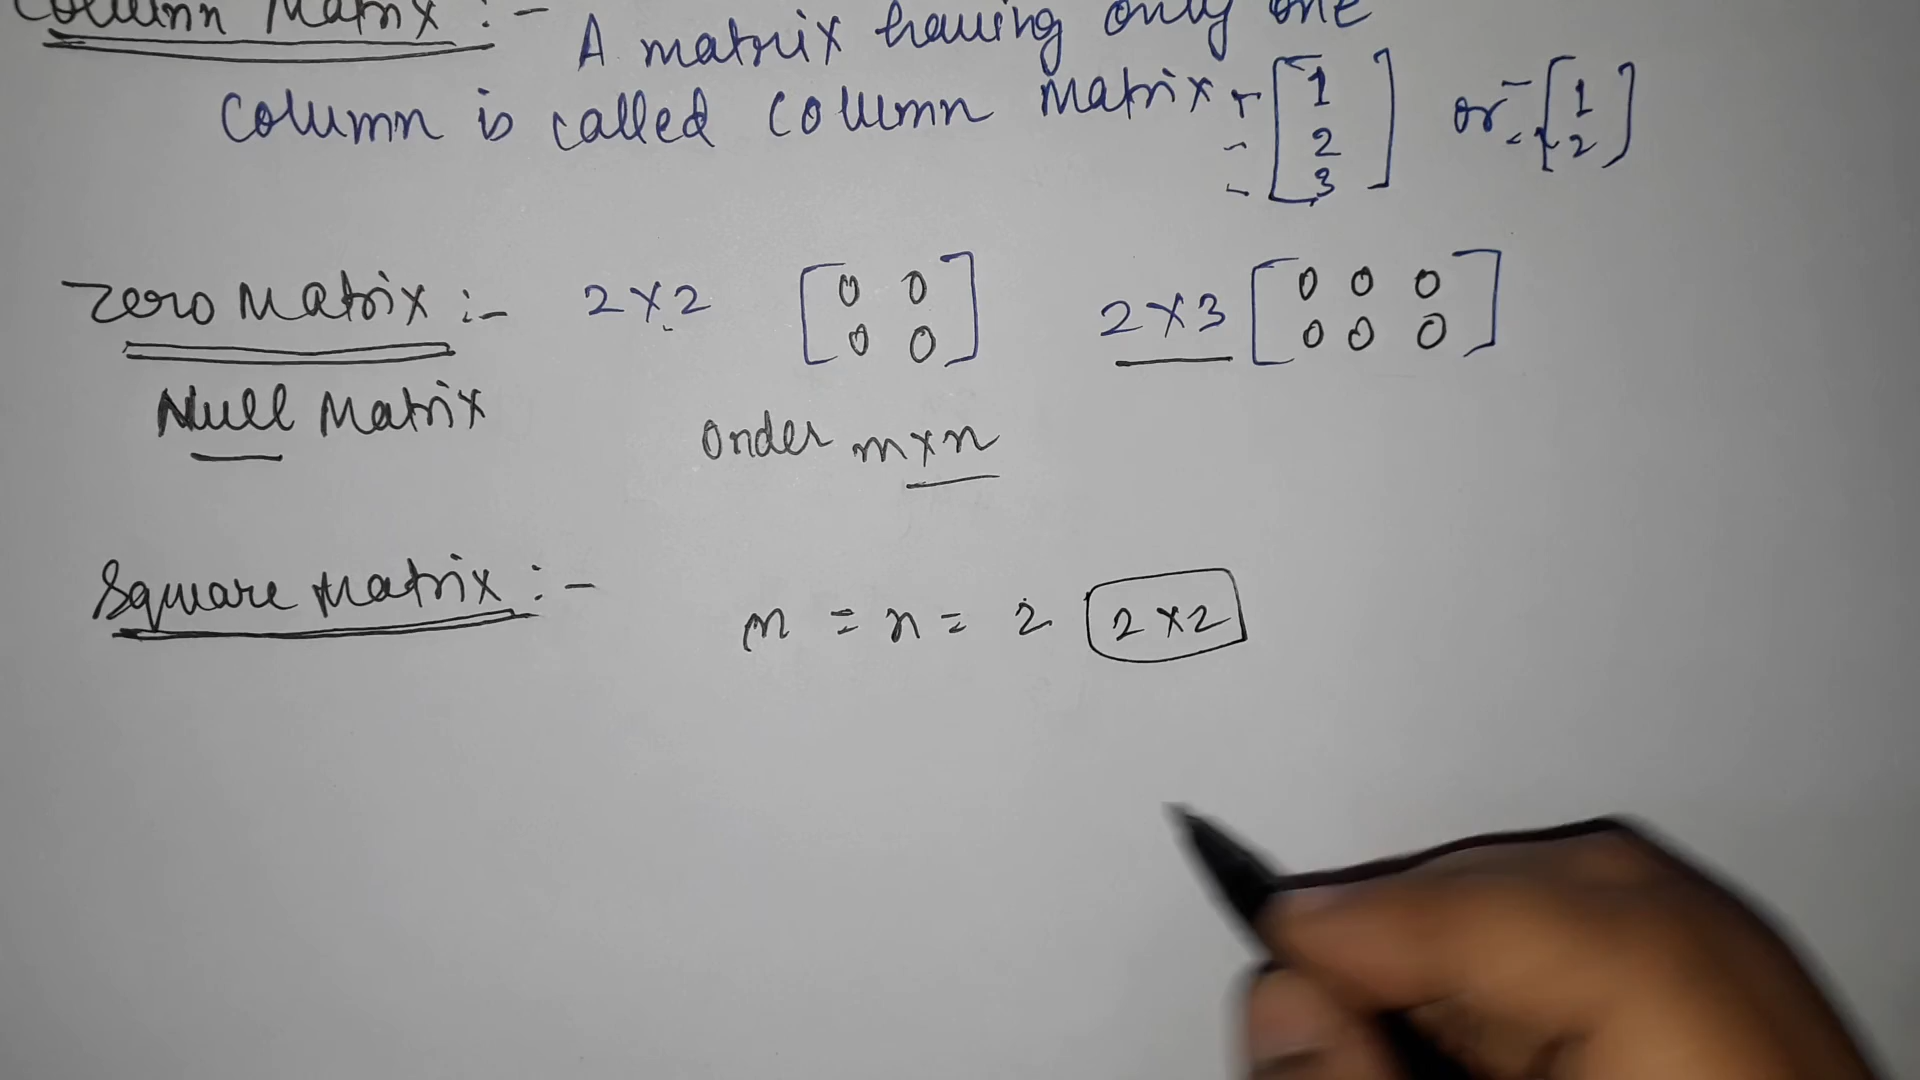 Column Matrix :-
A matrix having only one
column is called column matrix [1 2 3] or [1 2]
Zero Matrix :- 2×2 [0 0 0 0] 2×3 [0 0 0 0 0 0]
Null Matrix
Order m×n
Square Matrix :- m = n = 2 2×2